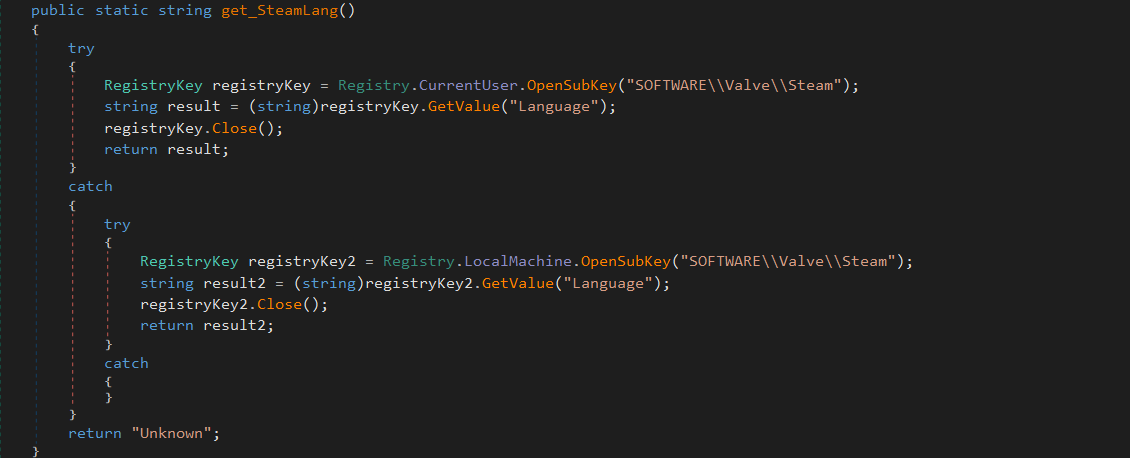 public static string get_SteamLang()
{
try
{
RegistryKey registryKey = Registry.CurrentUser.OpenSubKey("SOFTWARE\\Valve\\Steam");
string result = (string)registryKey.GetValue("Language");
registryKey.Close();
return result;
}
catch
{
try
{
RegistryKey registryKey2 = Registry.LocalMachine.OpenSubKey("SOFTWARE\\Valve\\Steam");
string result2 = (string)registryKey2.GetValue("Language");
registryKey2.Close();
return result2;
}
catch
{
}
}
return "Unknown";
}